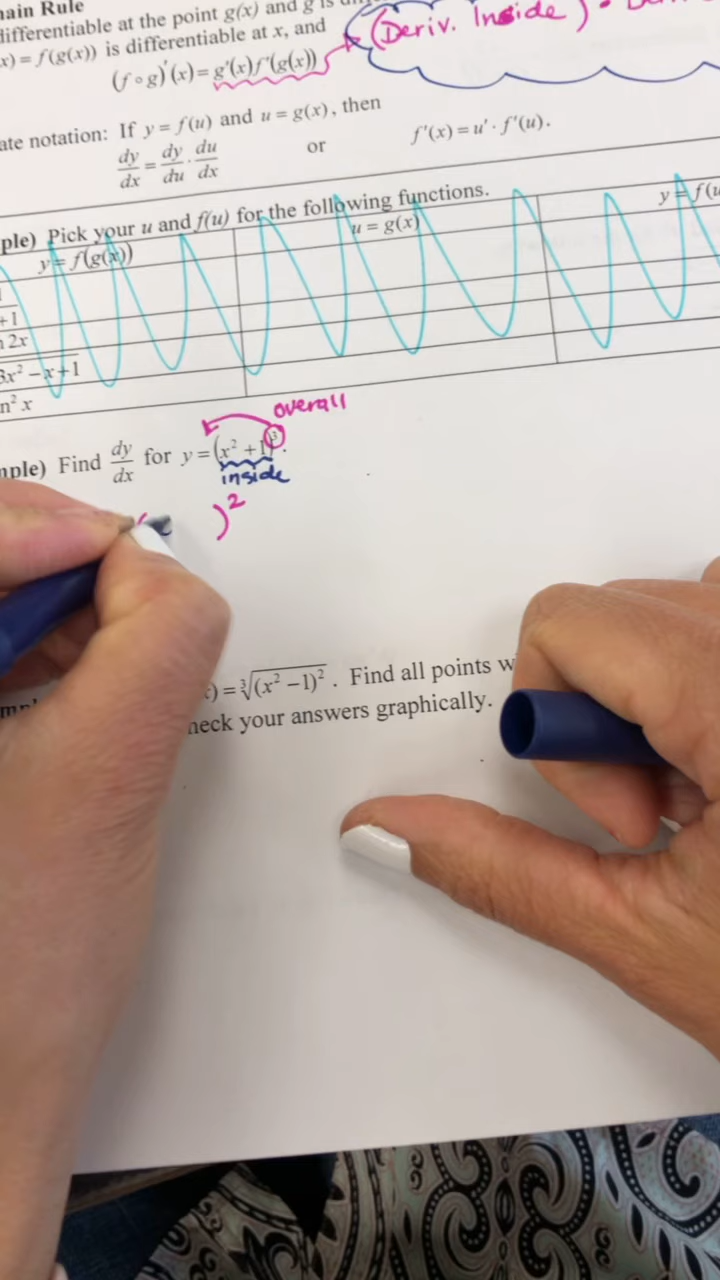 ain Rule
differentiable at the point g(x) and g is
(Deriv. Inside) •
x) = f(g(x)) is differentiable at x, and
(f ∘ g)'(x) = g'(x)f'(g(x))
ate notation: If y = f(u) and u = g(x), then
dy/dx = dy/du · du/dx or f'(x) = u' · f'(u).
ple) Pick your u and f(u) for the following functions.
y = f(g(x)) u = g(x) y = f(u
+1
2x
3x² − x + 1
n² x
overall
ple) Find dy/dx for y = (x² + 1)³.
inside
( )²
) = ∛(x² − 1)² . Find all points w
heck your answers graphically.